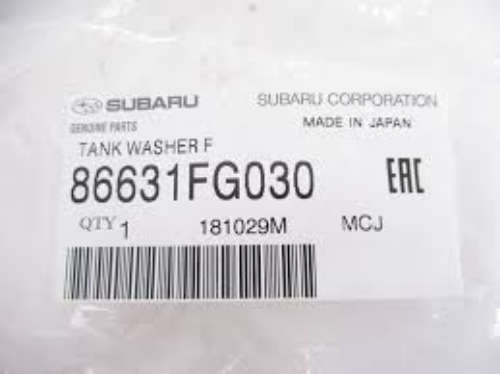 SUBARU SUBARU CORPORATION
GENUINE PARTS MADE IN JAPAN
TANK WASHER F
86631FG030 EAC
QTY 1 181029M MCJ